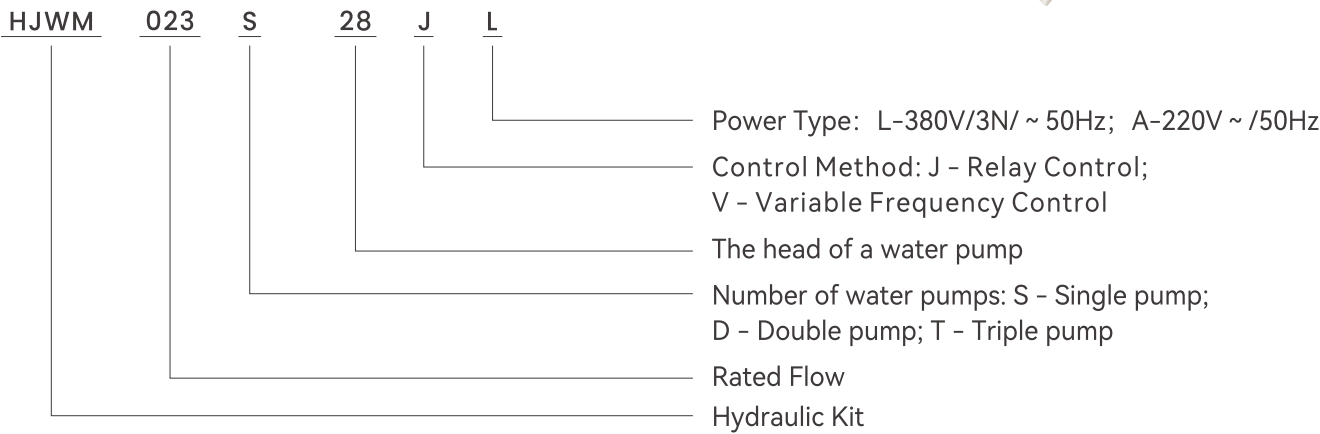 HJWM 023 S 28 J L
Power Type: L-380V/3N/ ~ 50Hz; A-220V ~ /50Hz
Control Method: J - Relay Control;
V - Variable Frequency Control
The head of a water pump
Number of water pumps: S - Single pump;
D - Double pump; T - Triple pump
Rated Flow
Hydraulic Kit